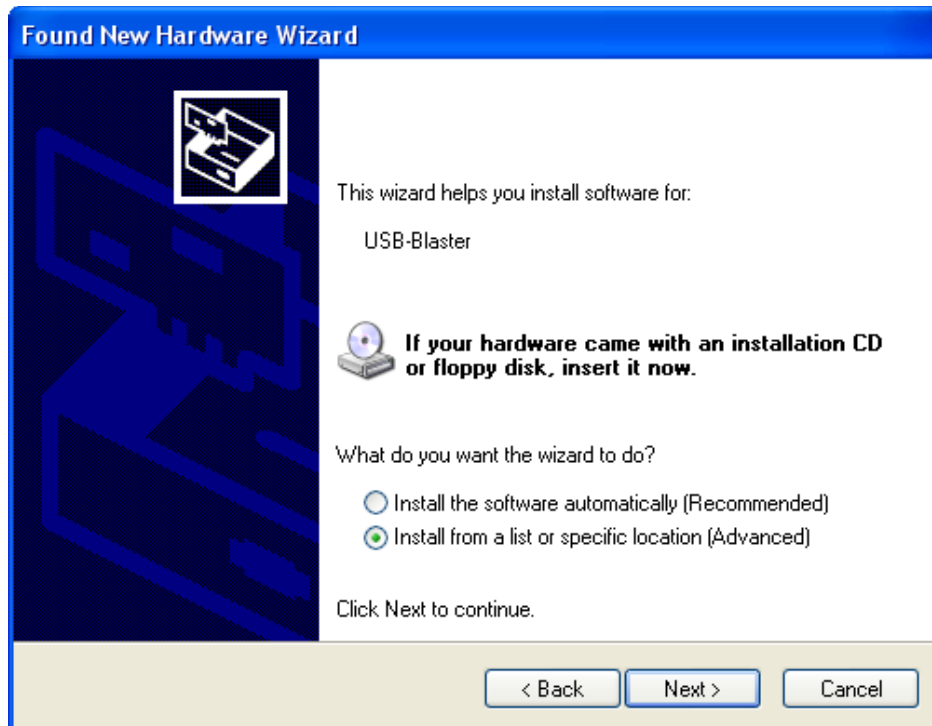 Found New Hardware Wizard
This wizard helps you install software for:
USB-Blaster
If your hardware came with an installation CD
or floppy disk, insert it now.
What do you want the wizard to do?
Install the software automatically (Recommended)
Install from a list or specific location (Advanced)
Click Next to continue.
< Back Next > Cancel